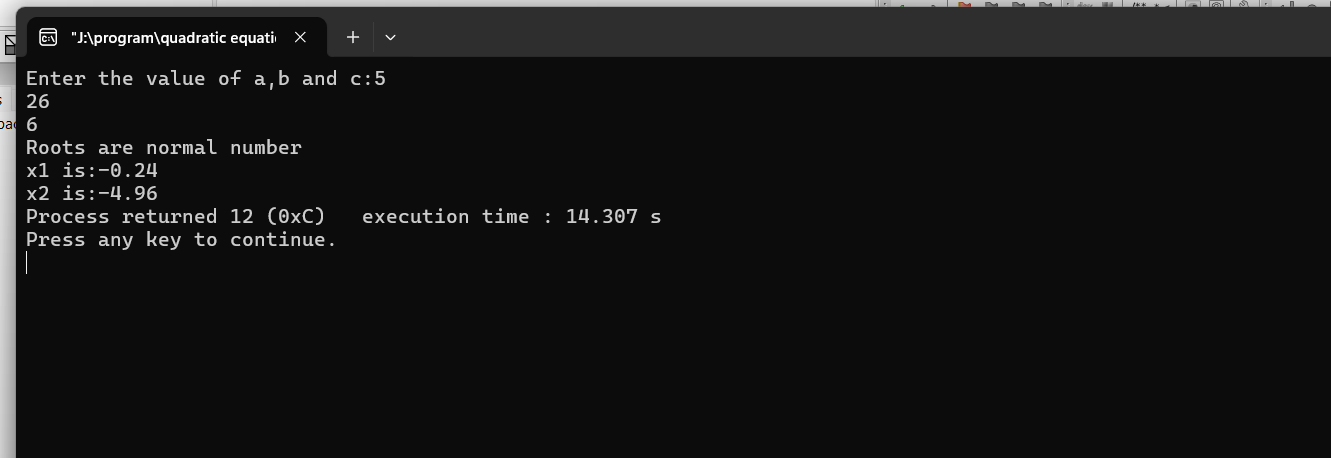 "J:\program\quadratic equati
Enter the value of a,b and c:5
26
6
Roots are normal number
x1 is:-0.24
x2 is:-4.96
Process returned 12 (0xC)   execution time : 14.307 s
Press any key to continue.